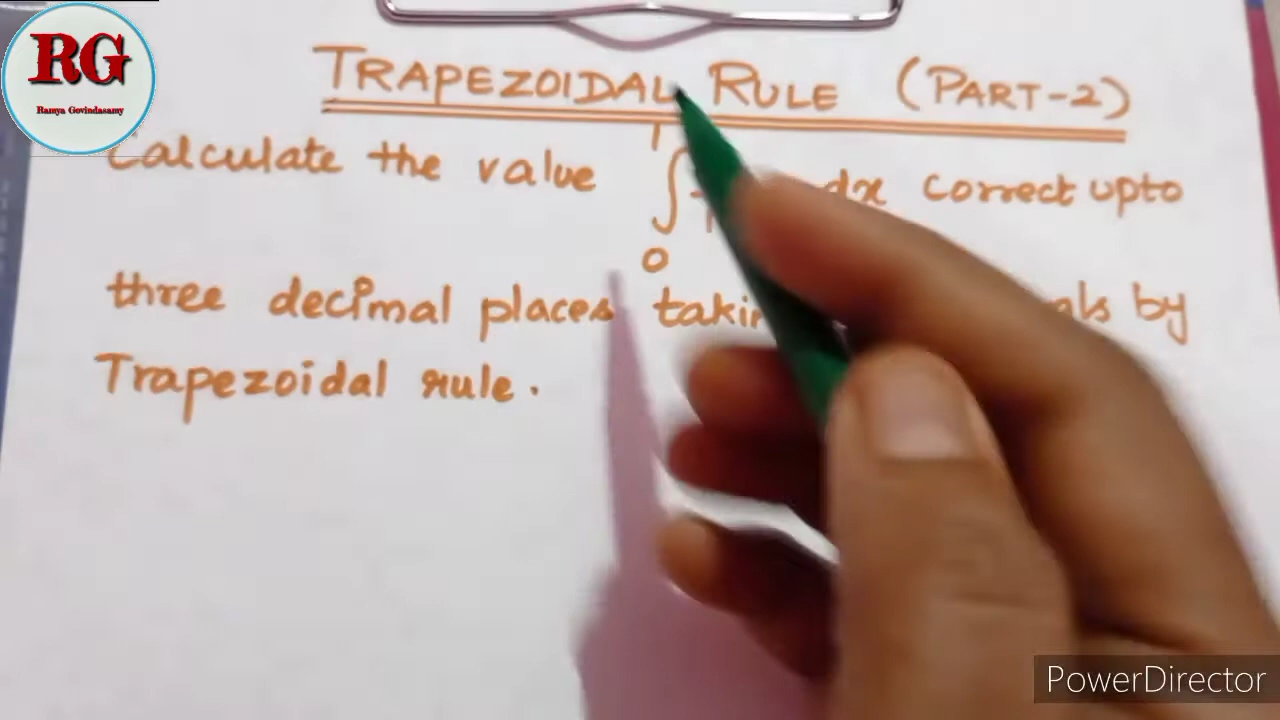 RG
Ramya Govindasamy
TRAPEZOIDAL RULE (PART-2)
Calculate the value ∫ 1 0 dx correct upto
three decimal places by
Trapezoidal rule.
PowerDirector